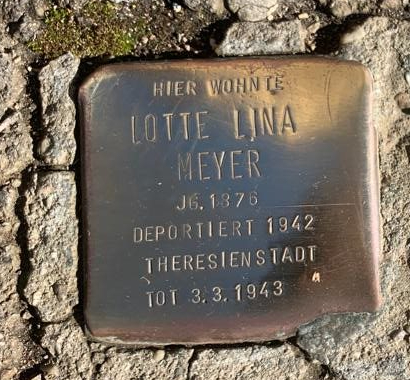 HIER WOHNTE
LOTTE LINA
MEYER
JG. 1876
DEPORTIERT 1942
THERESIENSTADT
TOT 3.3.1943